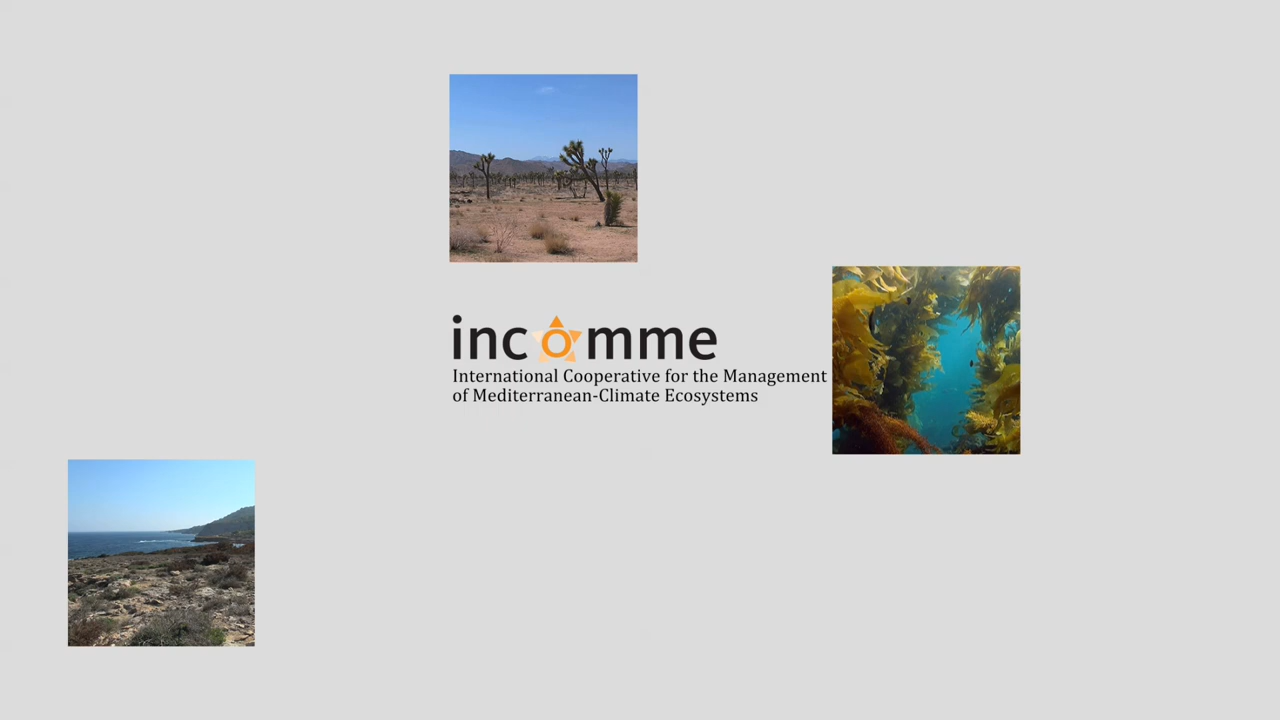 incomme
International Cooperative for the Management
of Mediterranean-Climate Ecosystems